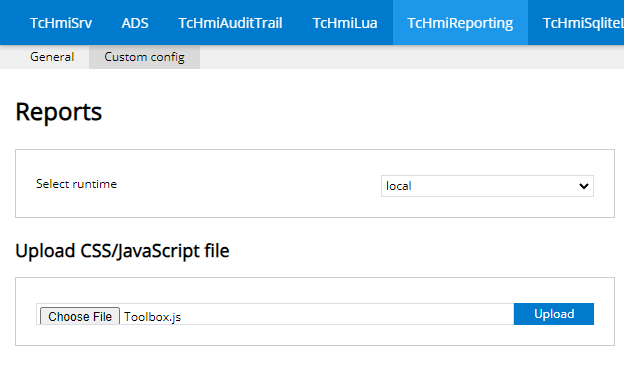 TcHmiSrv ADS TcHmiAuditTrail TcHmiLua TcHmiReporting TcHmiSqliteL
General Custom config
Reports
Select runtime local
Upload CSS/JavaScript file
Choose File Toolbox.js Upload